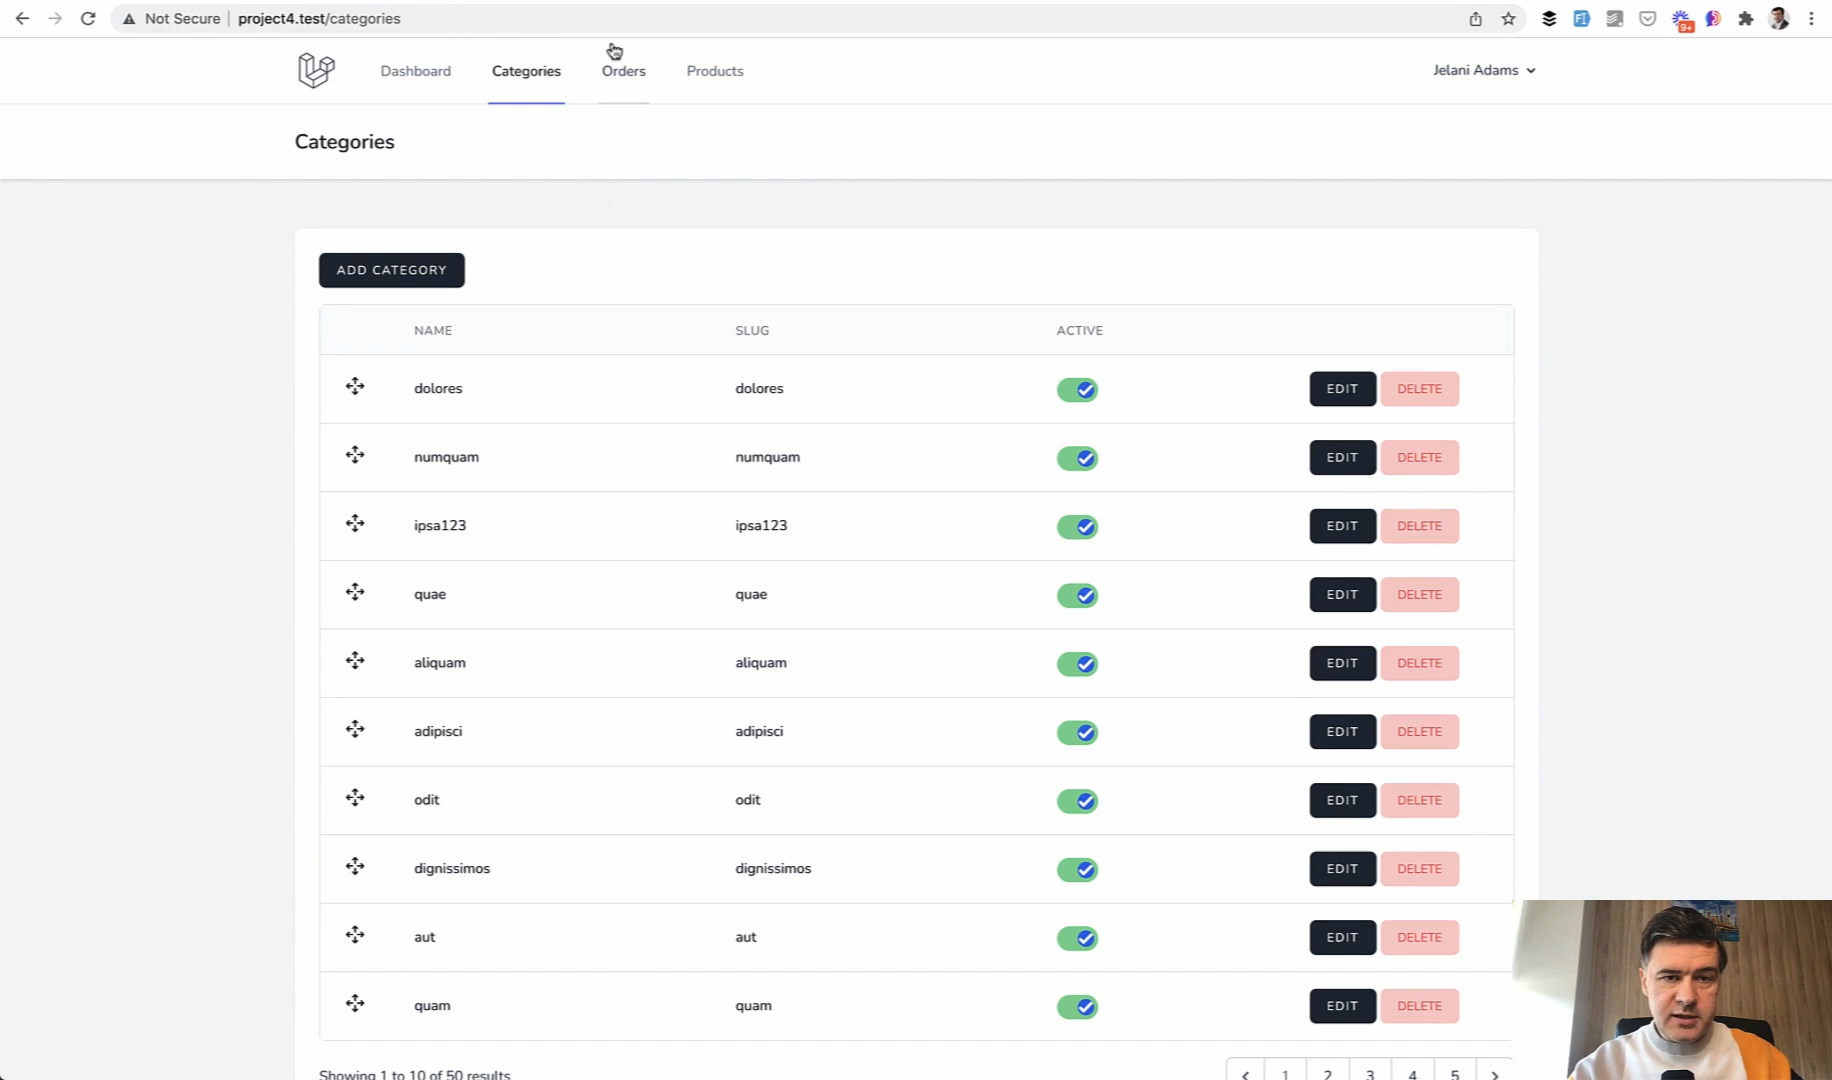 Not Secure | project4.test/categories
9+
Dashboard Categories Orders Products
Jelani Adams
Categories
ADD CATEGORY
NAME SLUG ACTIVE
dolores dolores EDIT DELETE
numquam numquam EDIT DELETE
ipsa123 ipsa123 EDIT DELETE
quae quae EDIT DELETE
aliquam aliquam EDIT DELETE
adipisci adipisci EDIT DELETE
odit odit EDIT DELETE
dignissimos dignissimos EDIT DELETE
aut aut EDIT DELETE
quam quam EDIT DELETE
Showing 1 to 10 of 50 results
1 2 3 4 5